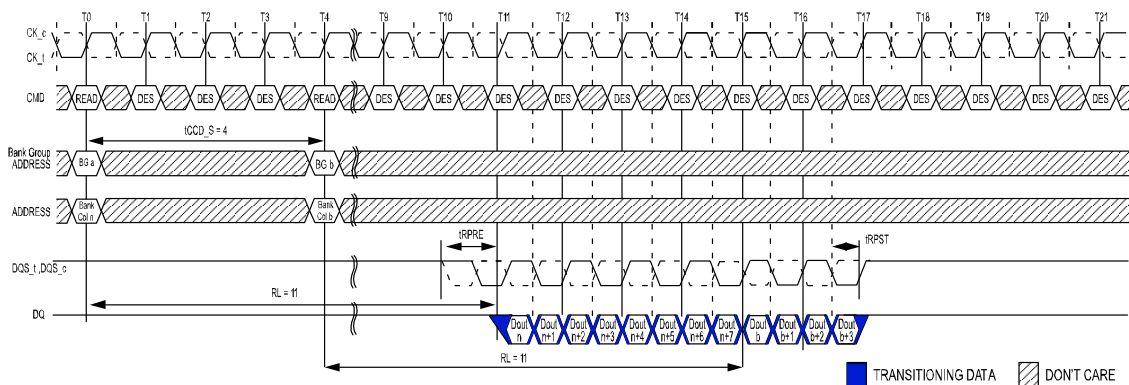 T0 T1 T2 T3 T4 T9 T10 T11 T12 T13 T14 T15 T16 T17 T18 T19 T20 T21
CK_c
CK_t
CMD READ DES DES DES READ DES DES DES DES DES DES DES DES DES DES DES DES DES
tCCD_S = 4
Bank Group
ADDRESS BG a BG b
ADDRESS Bank Col n Bank Col b
tRPRE tRPST
DQS_t ,DQS_c
RL = 11
DQ Dout n Dout n+1 Dout n+2 Dout n+3 Dout n+4 Dout n+5 Dout n+6 Dout n+7 Dout b Dout b+1 Dout b+2 Dout b+3
RL = 11
TRANSITIONING DATA DON'T CARE